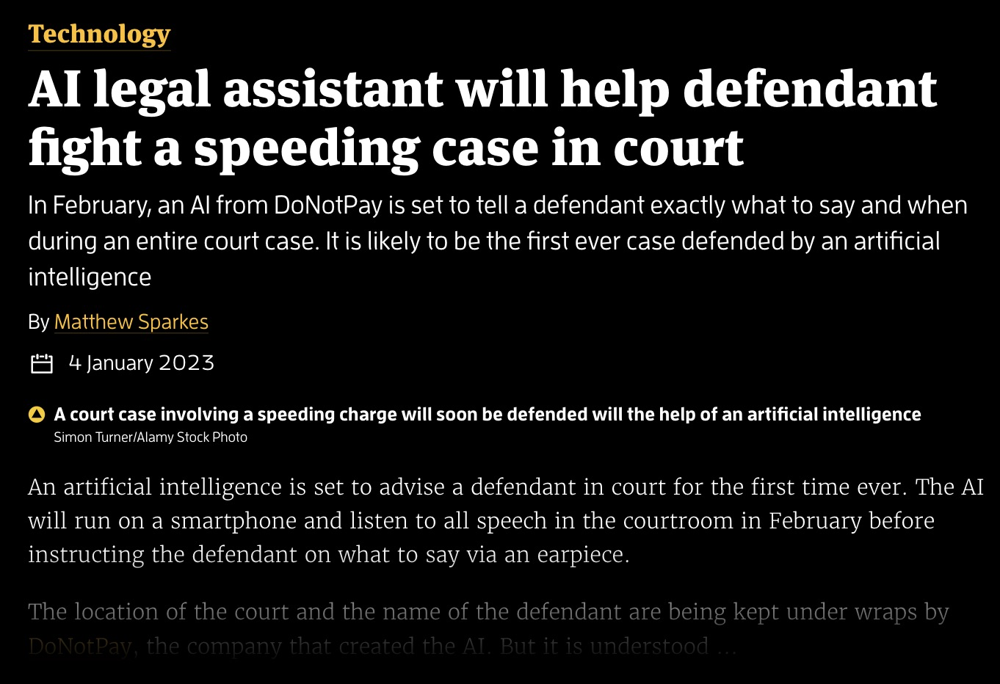 Technology
AI legal assistant will help defendant
fight a speeding case in court
In February, an AI from DoNotPay is set to tell a defendant exactly what to say and when
during an entire court case. It is likely to be the first ever case defended by an artificial
intelligence
By Matthew Sparkes
4 January 2023
A court case involving a speeding charge will soon be defended will the help of an artificial intelligence
Simon Turner/Alamy Stock Photo
An artificial intelligence is set to advise a defendant in court for the first time ever. The AI
will run on a smartphone and listen to all speech in the courtroom in February before
instructing the defendant on what to say via an earpiece.
The location of the court and the name of the defendant are being kept under wraps by
DoNotPay, the company that created the AI. But it is understood ...